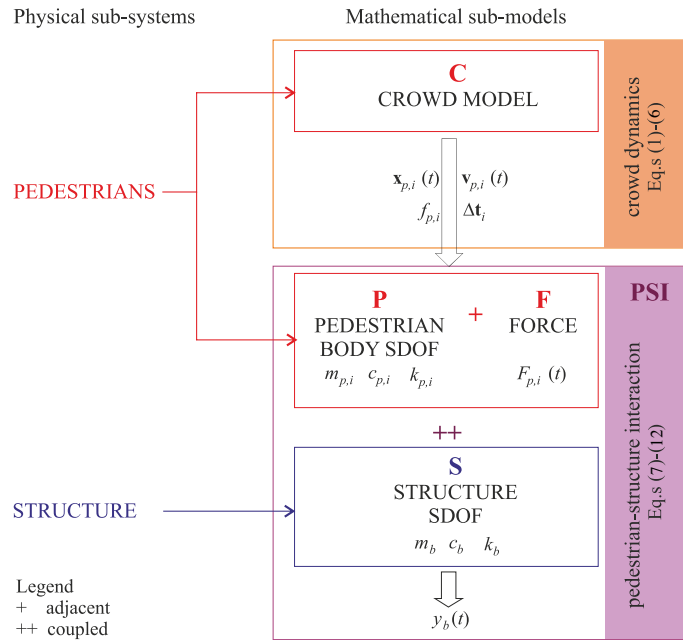 Physical sub-systems
Mathematical sub-models
C
CROWD MODEL
x_{p,i} (t) v_{p,i} (t)
f_{p,i} Δt_i
crowd dynamics
Eq.s (1)-(6)
PEDESTRIANS
PSI
P + F
PEDESTRIAN FORCE
BODY SDOF
m_{p,i} c_{p,i} k_{p,i} F_{p,i} (t)
++
S
STRUCTURE
SDOF
m_b c_b k_b
y_b(t)
pedestrian-structure interaction
Eq.s (7)-(12)
STRUCTURE
Legend
+ adjacent
++ coupled